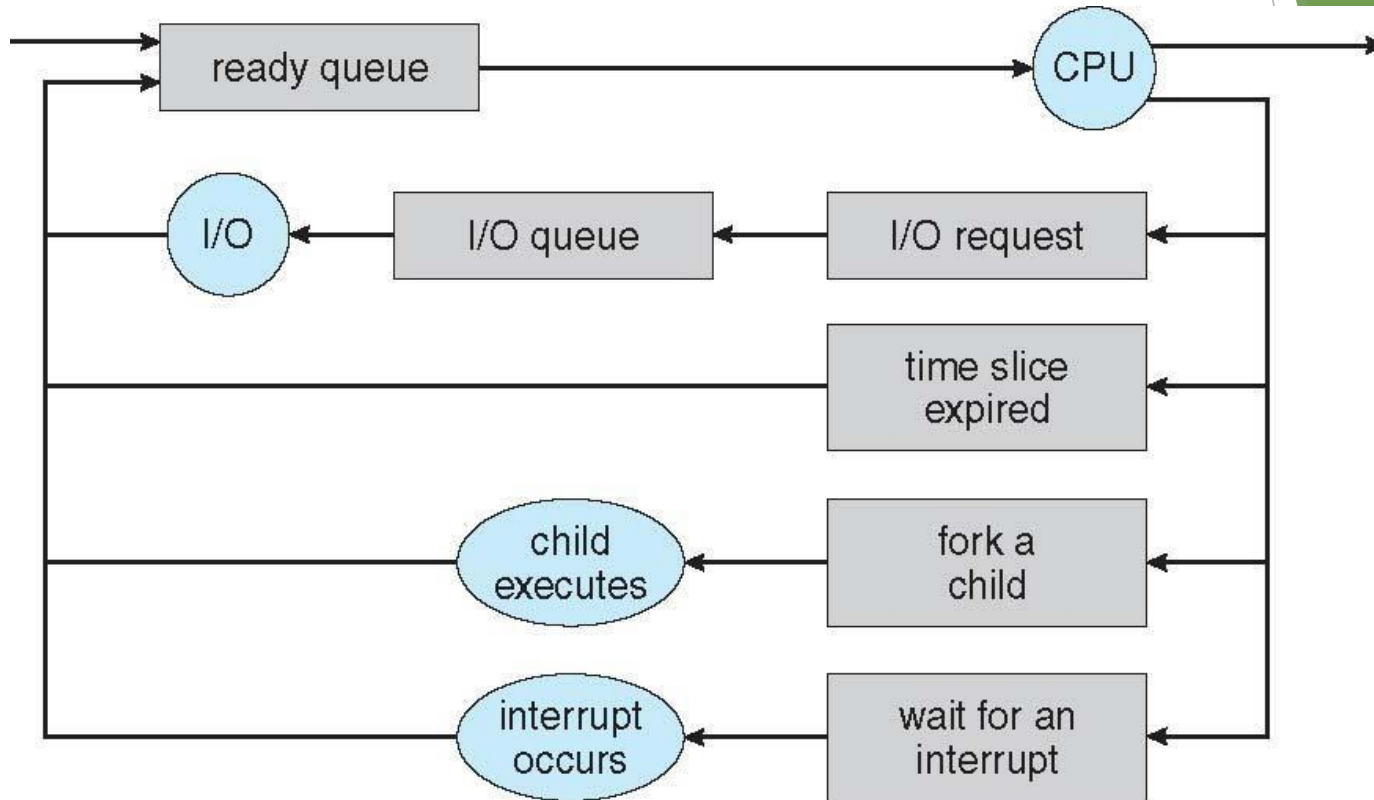 ready queue
CPU
I/O
I/O queue
I/O request
time slice
expired
child
executes
fork a
child
interrupt
occurs
wait for an
interrupt